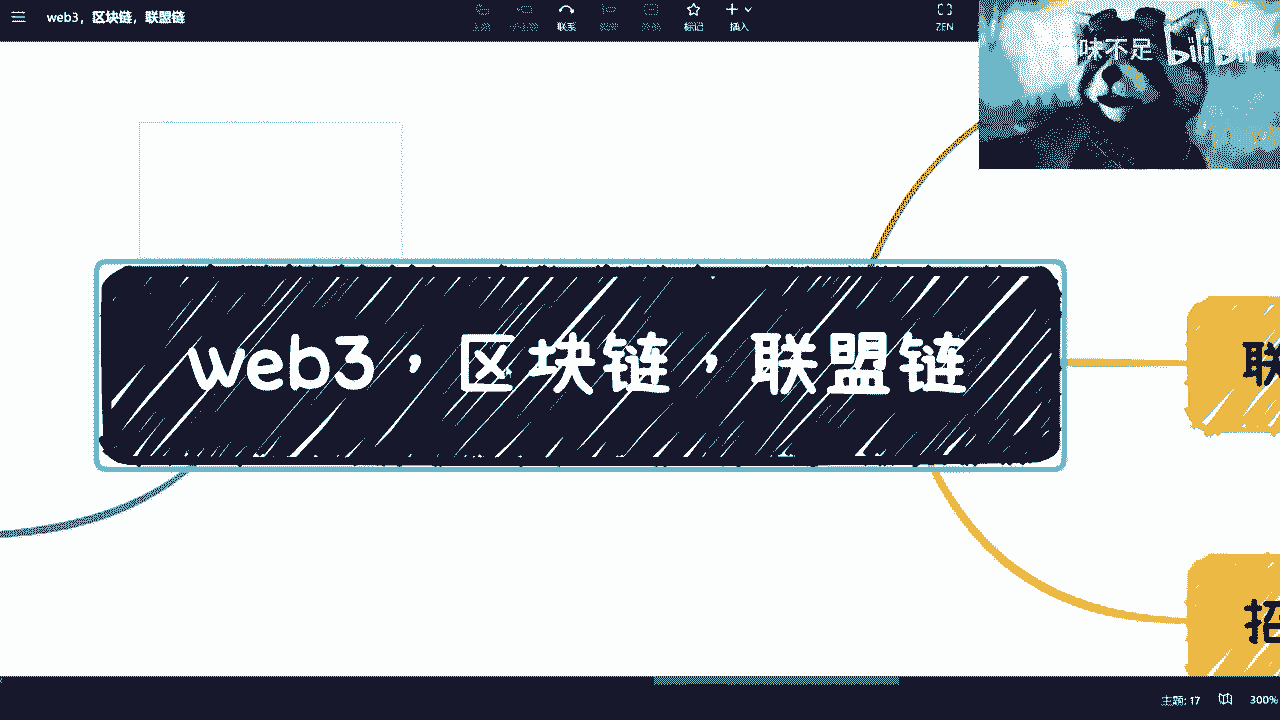 web3，区块链，联盟链
联系
标记
插入
ZEN
味不足 bilibili
web3，区块链，联盟链
联
招
主题: 17
300%